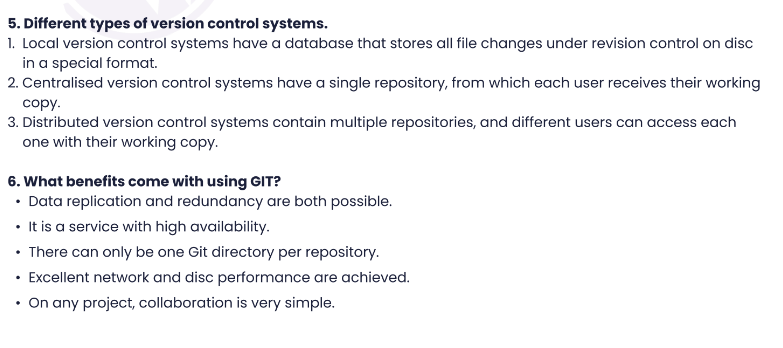 5. Different types of version control systems.
1. Local version control systems have a database that stores all file changes under revision control on disc
in a special format.
2. Centralised version control systems have a single repository, from which each user receives their working
copy.
3. Distributed version control systems contain multiple repositories, and different users can access each
one with their working copy.
6. What benefits come with using GIT?
• Data replication and redundancy are both possible.
• It is a service with high availability.
• There can only be one Git directory per repository.
• Excellent network and disc performance are achieved.
• On any project, collaboration is very simple.